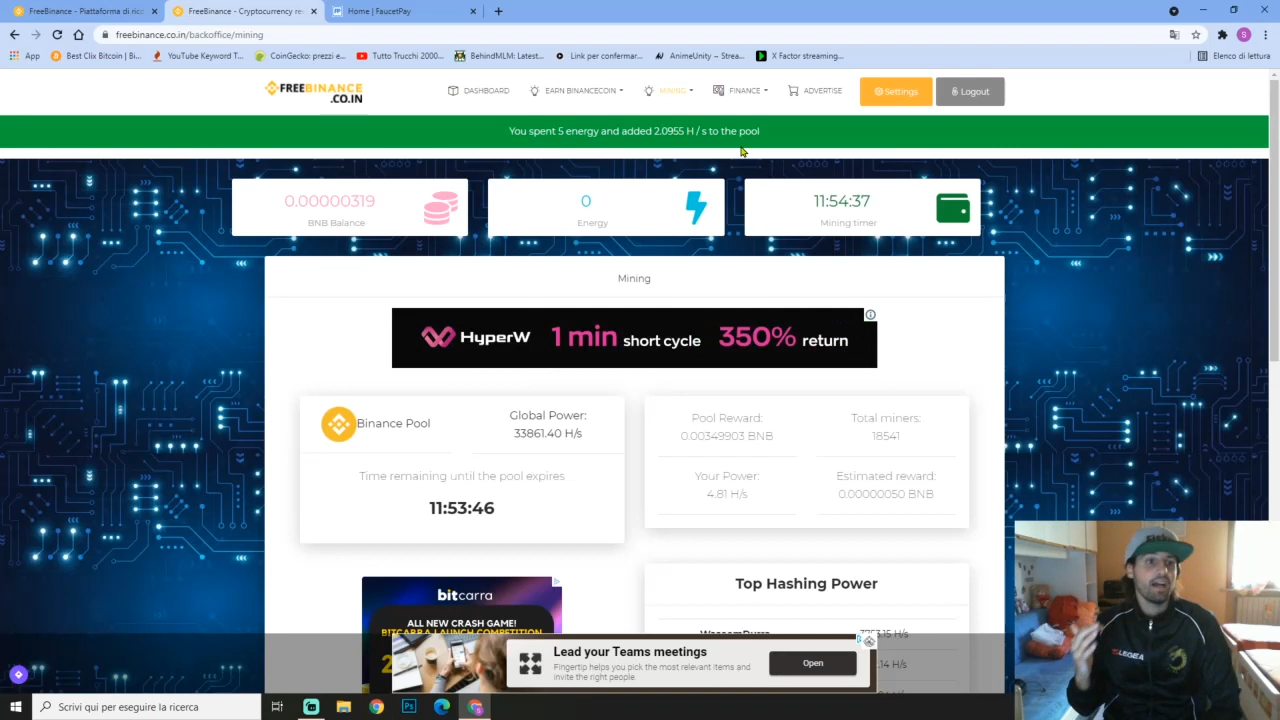 FreeBinance - Piattaforma di ricc
FreeBinance - Cryptocurrency re
Home | FaucetPay
freebinance.co.in/backoffice/mining
App
Best Clix Bitcoin | Bi...
YouTube Keyword T...
CoinGecko: prezzi e...
Tutto Trucchi 2000...
BehindMLM: Latest...
Link per confermar...
AnimeUnity ~ Strea...
X Factor streaming...
Elenco di lettura
FREEBINANCE
.CO.IN
DASHBOARD
EARN BINANCECOIN
MINING
FINANCE
ADVERTISE
Settings
Logout
You spent 5 energy and added 2.0955 H / s to the pool
0.00000319
BNB Balance
0
Energy
11:54:37
Mining timer
Mining
HyperW 1 min short cycle 350% return
Binance Pool
Global Power:
33861.40 H/s
Time remaining until the pool expires
11:53:46
Pool Reward:
0.00349903 BNB
Total miners:
18541
Your Power:
4.81 H/s
Estimated reward:
0.00000050 BNB
Top Hashing Power
bitcarra
ALL NEW CRASH GAME!
BITCARRA LAUNCH COMPETITION
Lead your Teams meetings
Fingertip helps you pick the most relevant items and
invite the right people.
Open
Scrivi qui per eseguire la ricerca